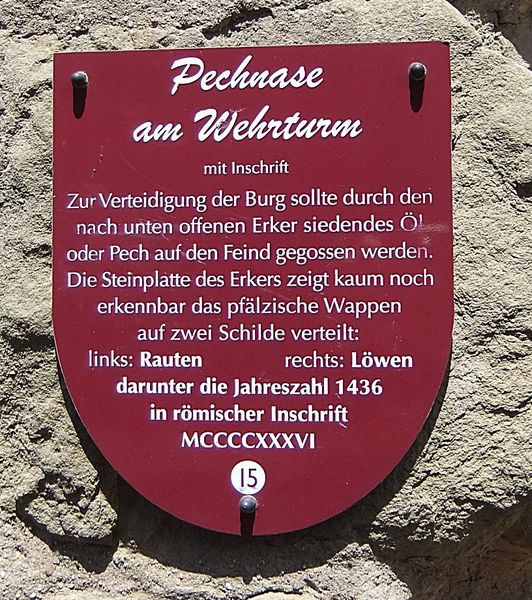 Pechnase
am Wehrturm
mit Inschrift
Zur Verteidigung der Burg sollte durch den
nach unten offenen Erker siedendes Öl
oder Pech auf den Feind gegossen werden.
Die Steinplatte des Erkers zeigt kaum noch
erkennbar das pfälzische Wappen
auf zwei Schilde verteilt:
links: Rauten rechts: Löwen
darunter die Jahreszahl 1436
in römischer Inschrift
MCCCCXXXVI
15